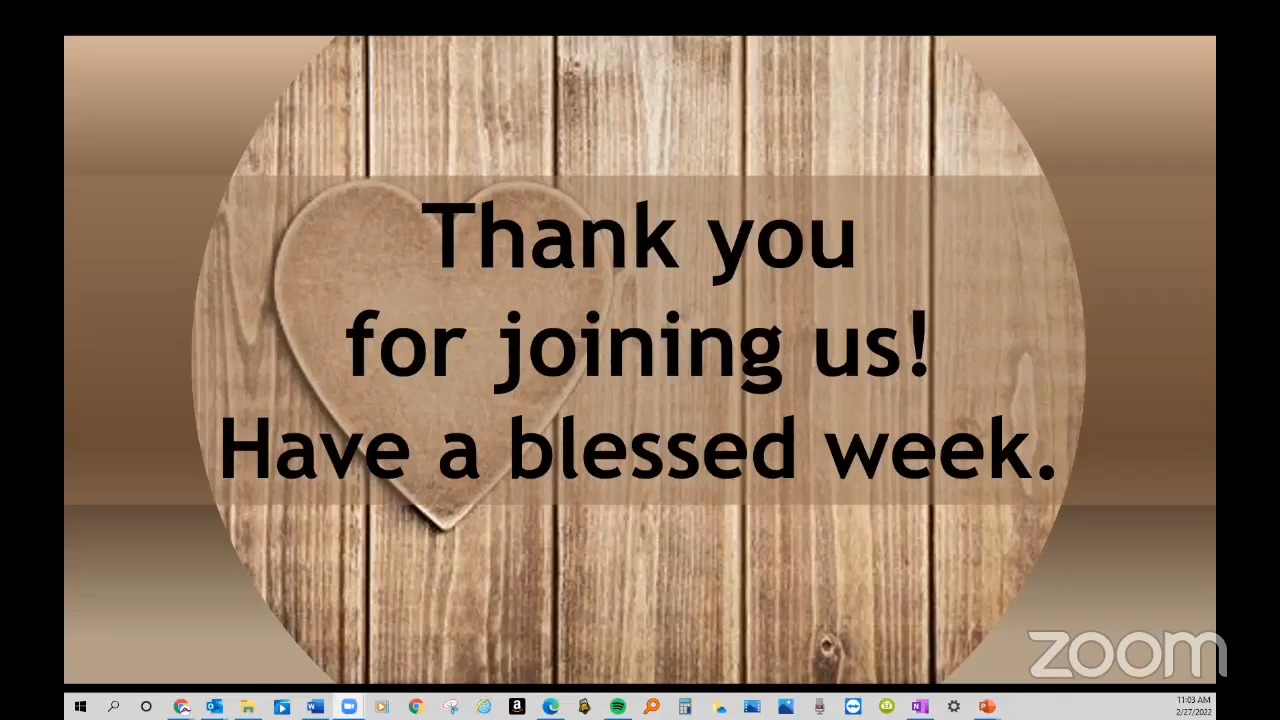 Thank you
for joining us!
Have a blessed week.
zoom
11:03 AM
2/27/2022